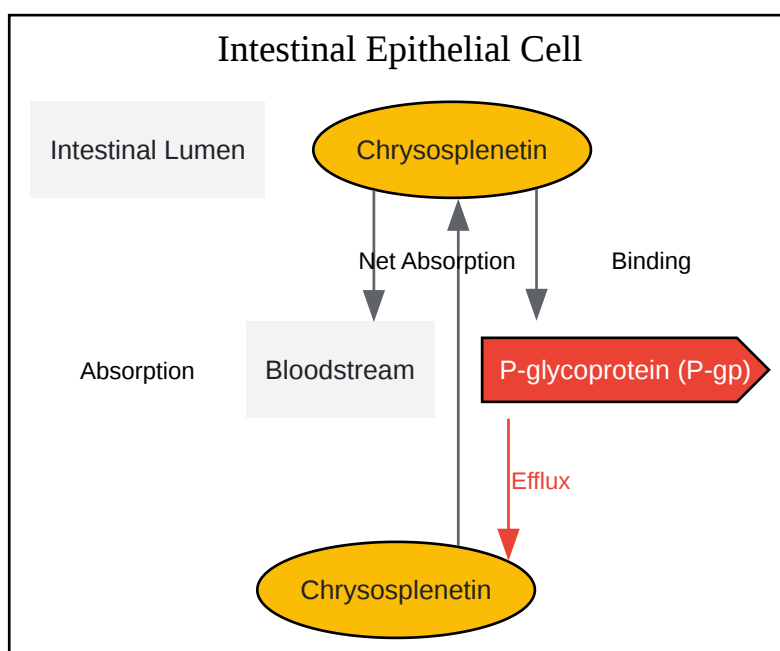 Intestinal Epithelial Cell
Intestinal Lumen
Chrysosplenetin
Net Absorption
Binding
Absorption
Bloodstream
P-glycoprotein (P-gp)
Efflux
Chrysosplenetin